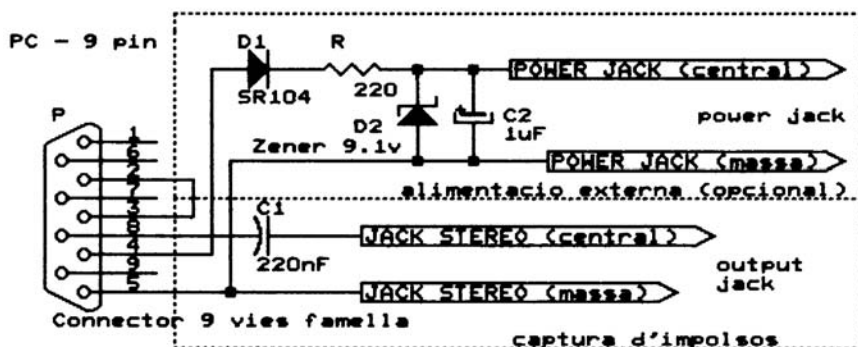 PC - 9 pin
D1
R
POWER JACK (central)
SR104
220
P
D2
C2
1uF
power jack
Zener 9.1v
POWER JACK (massa)
alimentacio externa (opcional)
1
6
2
7
3
8
4
9
5
C1
JACK STEREO (central)
220nF
output
jack
JACK STEREO (massa)
Connector 9 vies famella
captura d'impolsos